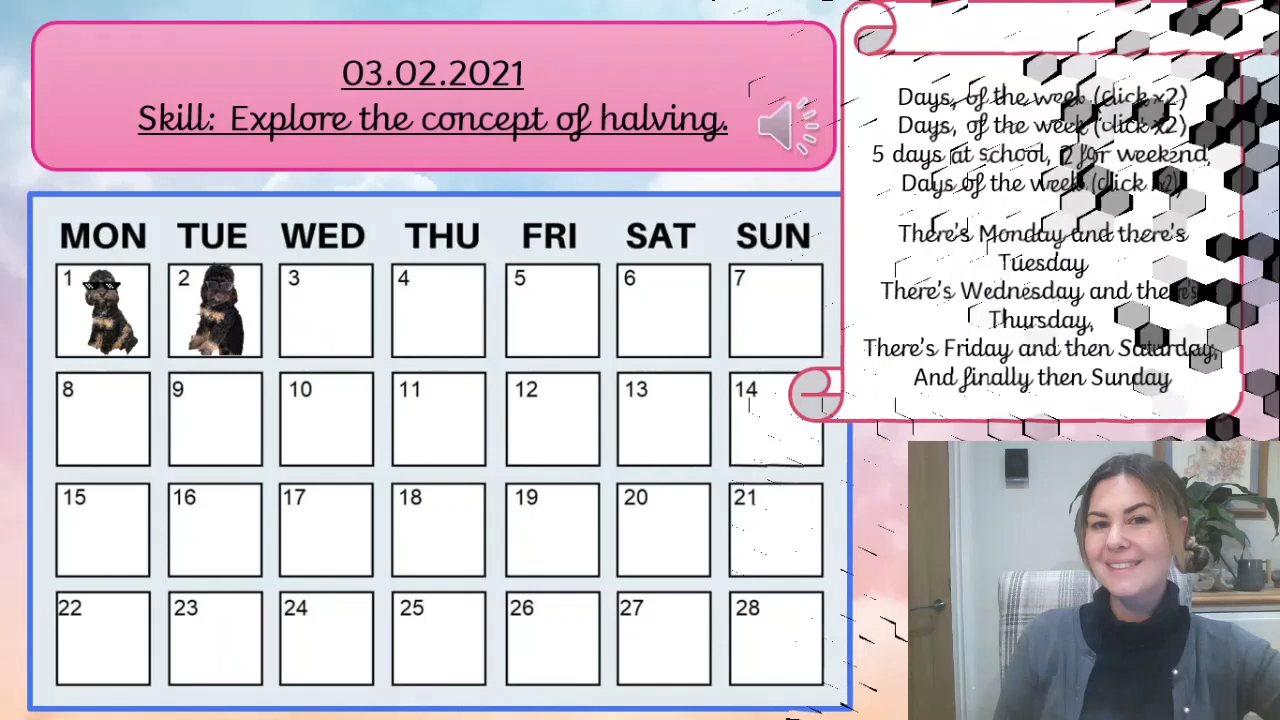 03.02.2021
Skill: Explore the concept of halving.
Days, of the week (click x2)
Days, of the week (click x2)
5 days at school, 2 for weekend,
Days of the week (click x2)
There's Monday and there's
Tuesday
There's Wednesday and there's
Thursday,
There's Friday and then Saturday,
And finally then Sunday
MON TUE WED THU FRI SAT SUN
1 2 3 4 5 6 7
8 9 10 11 12 13 14
15 16 17 18 19 20 21
22 23 24 25 26 27 28